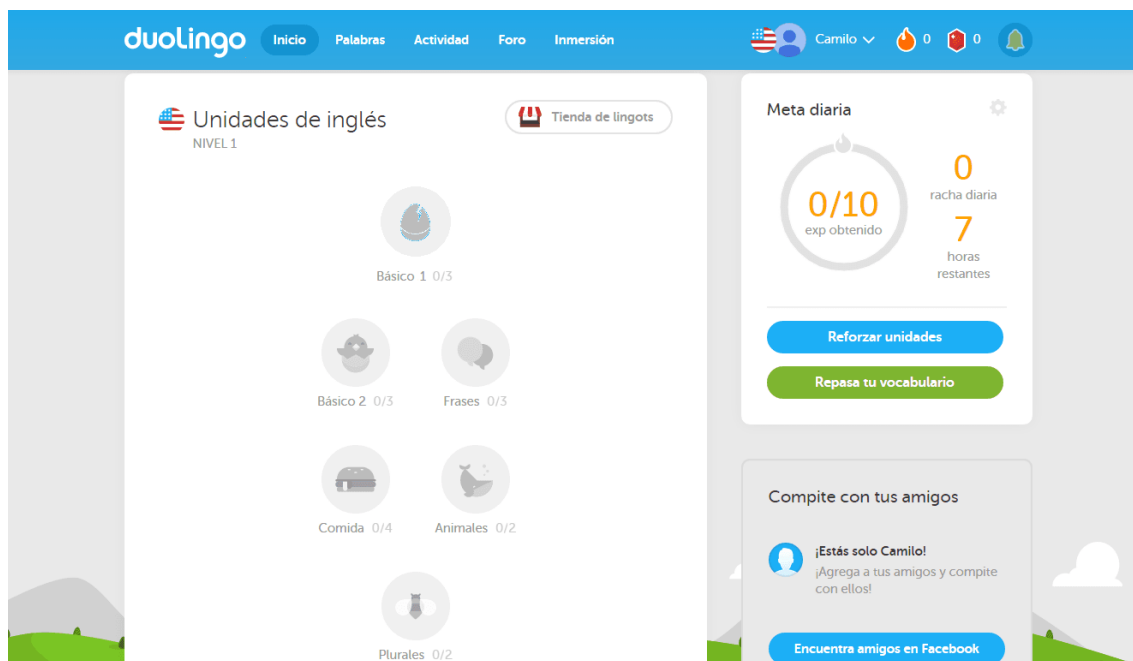 duolingo
Inicio Palabras Actividad Foro Inmersión
Camilo 0 0
Unidades de inglés
NIVEL 1
Tienda de lingots
Básico 1 0/3
Básico 2 0/3 Frases 0/3
Comida 0/4 Animales 0/2
Plurales 0/2
Meta diaria
0/10
exp obtenido
0
racha diaria
7
horas
restantes
Reforzar unidades
Repasa tu vocabulario
Compite con tus amigos
¡Estás solo Camilo!
¡Agrega a tus amigos y compite
con ellos!
Encuentra amigos en Facebook